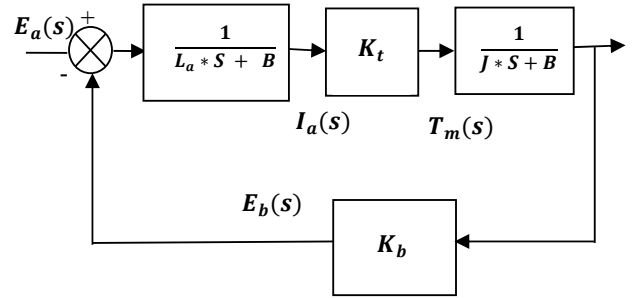 E_a(s)
+
-
1
L_a * S + B
K_t
1
J * S + B
I_a(s)
T_m(s)
E_b(s)
K_b